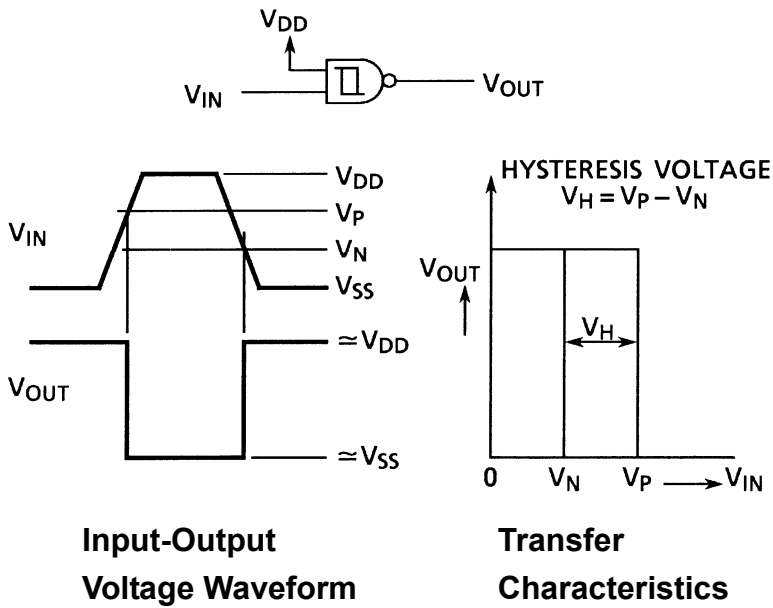 VDD
VIN
VOUT
VDD
VP
VIN
VN
VSS
≃VDD
VOUT
≃VSS
HYSTERESIS VOLTAGE
VH = VP – VN
VOUT
VH
0 VN VP VIN
Input-Output
Voltage Waveform
Transfer
Characteristics